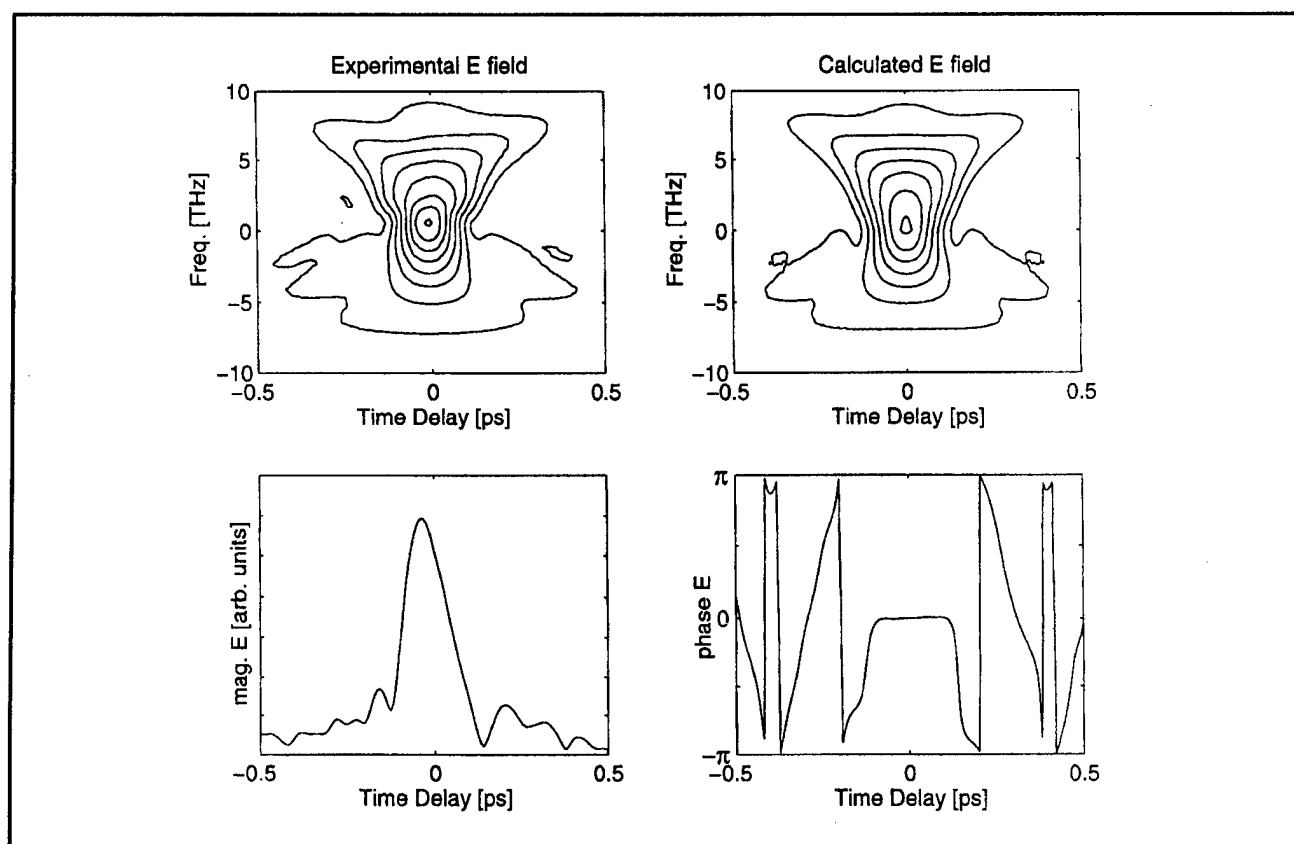 Experimental E field
10
5
0
-5
-10
Freq. [THz]
-0.5 0 0.5
Time Delay [ps]
Calculated E field
10
5
0
-5
-10
Freq. [THz]
-0.5 0 0.5
Time Delay [ps]
mag. E [arb. units]
-0.5 0 0.5
Time Delay [ps]
π
0
-π
phase E
-0.5 0 0.5
Time Delay [ps]